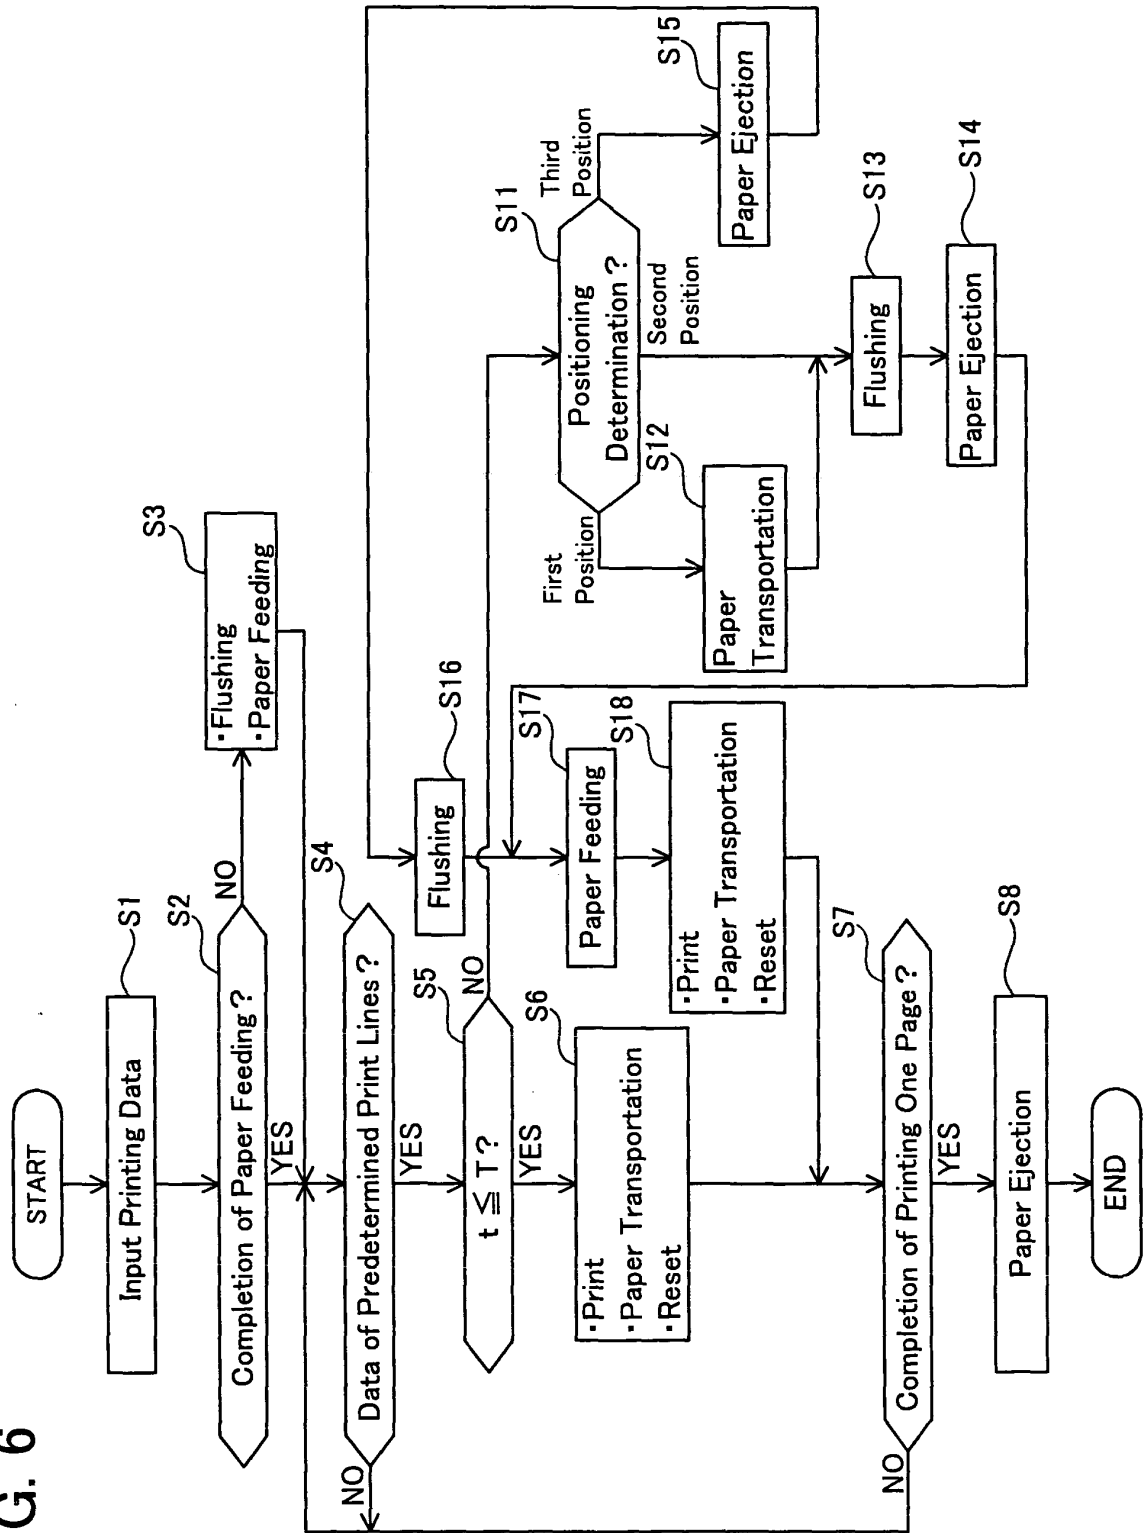 G. 6
START
Input Printing Data
S1
Completion of Paper Feeding?
S2
NO
YES
・Flushing
・Paper Feeding
S3
Data of Predetermined Print Lines?
S4
NO
YES
t ≦ T?
S5
NO
YES
・Print
・Paper Transportation
・Reset
S6
Flushing
S16
Paper Feeding
S17
・Print
・Paper Transportation
・Reset
S18
Positioning
Determination?
S11
First
Position
Second
Position
Third
Position
Paper
Transportation
S12
Flushing
S13
Paper Ejection
S14
Paper Ejection
S15
Completion of Printing One Page?
S7
NO
YES
Paper Ejection
S8
END